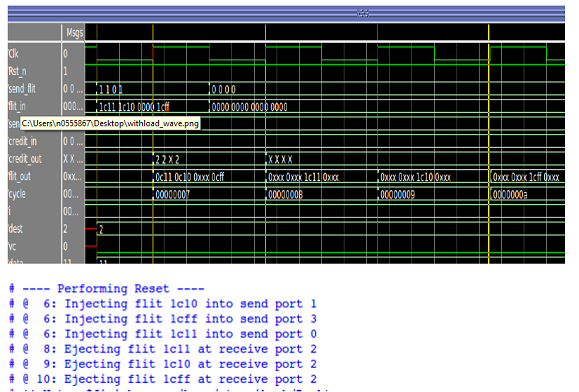 Msgs
Clk 0
Rst_n 1
send_flit 0 0 ... 1 1 0 1 0 0 0 0
flit_in 000... 1c11 1c10 0000 1cff 0000 0000 0000 0000
C:\Users\n0555867\Desktop\withload_wave.png
credit_in 0 0 ...
credit_out X X ... 2 2 X 2 X X X X
flit_out 0xx... 0c11 0c10 0xxx 0cff 0xxx 0xxx 1c11 0xxx 0xxx 0xxx 1c10 0xxx 0xxx 0xxx 1cff 0xxx
cycle 00... 00000007 00000008 00000009 0000000a
i 00...
dest 2 2
vc 0
data 11 11
# ---- Performing Reset ----
# @ 6: Injecting flit 1c10 into send port 1
# @ 6: Injecting flit 1cff into send port 3
# @ 6: Injecting flit 1c11 into send port 0
# @ 8: Ejecting flit 1c11 at receive port 2
# @ 9: Ejecting flit 1c10 at receive port 2
# @ 10: Ejecting flit 1cff at receive port 2